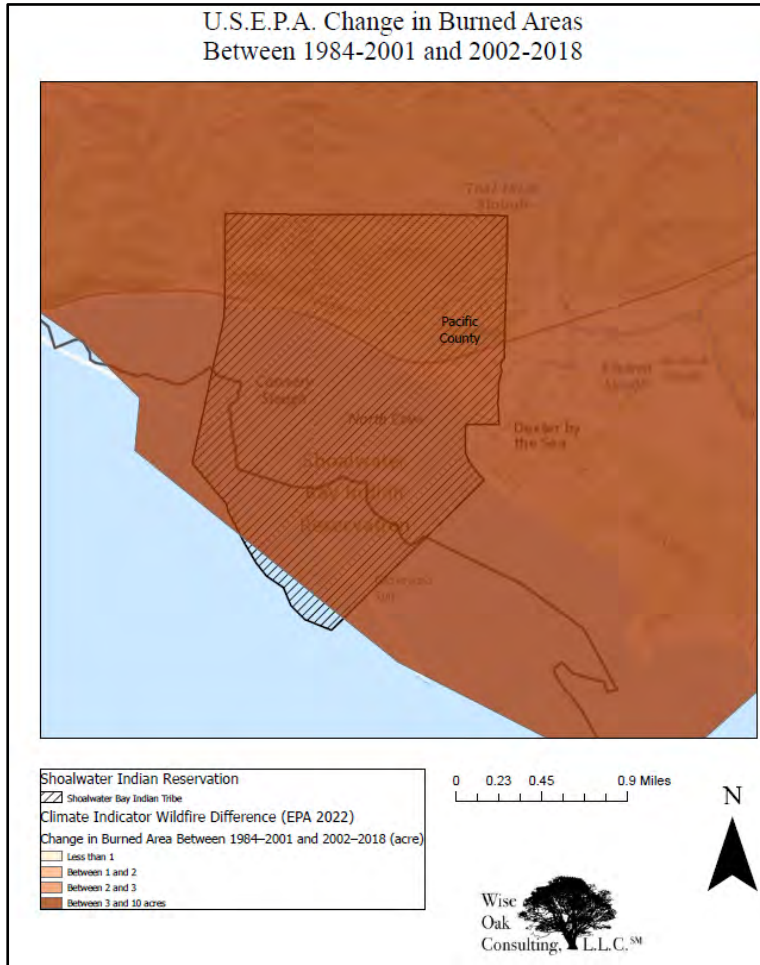 U.S.E.P.A. Change in Burned Areas
Between 1984-2001 and 2002-2018
Slough
Pacific
County
Cannery
Slough
North Cove
Dexter by
the Sea
Shoalwater
Bay Indian
Reservation
Shoalwater Indian Reservation
Shoalwater Bay Indian Tribe
Climate Indicator Wildfire Difference (EPA 2022)
Change in Burned Area Between 1984–2001 and 2002–2018 (acre)
Less than 1
Between 1 and 2
Between 2 and 3
Between 3 and 10 acres
0 0.23 0.45 0.9 Miles
N
Wise
Oak
Consulting, L.L.C.℠